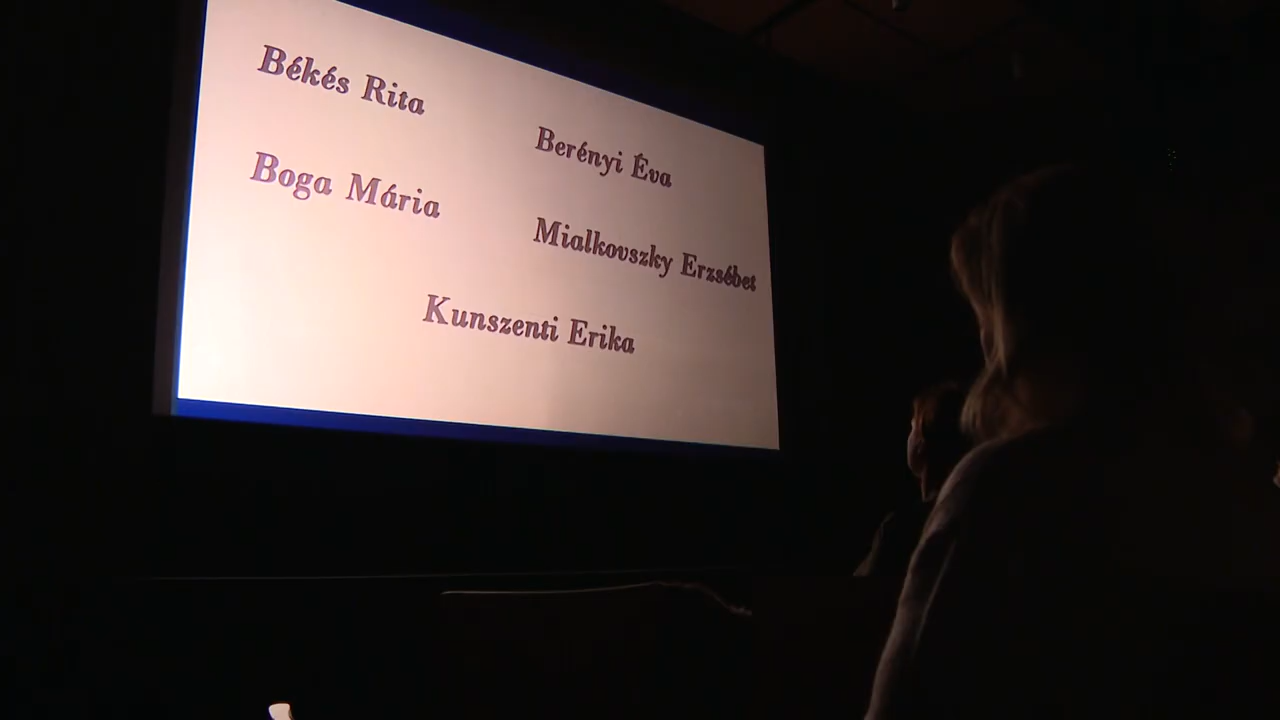 Békés Rita
Berényi Éva
Boga Mária
Mialkovszky Erzsébet
Kunszenti Erika